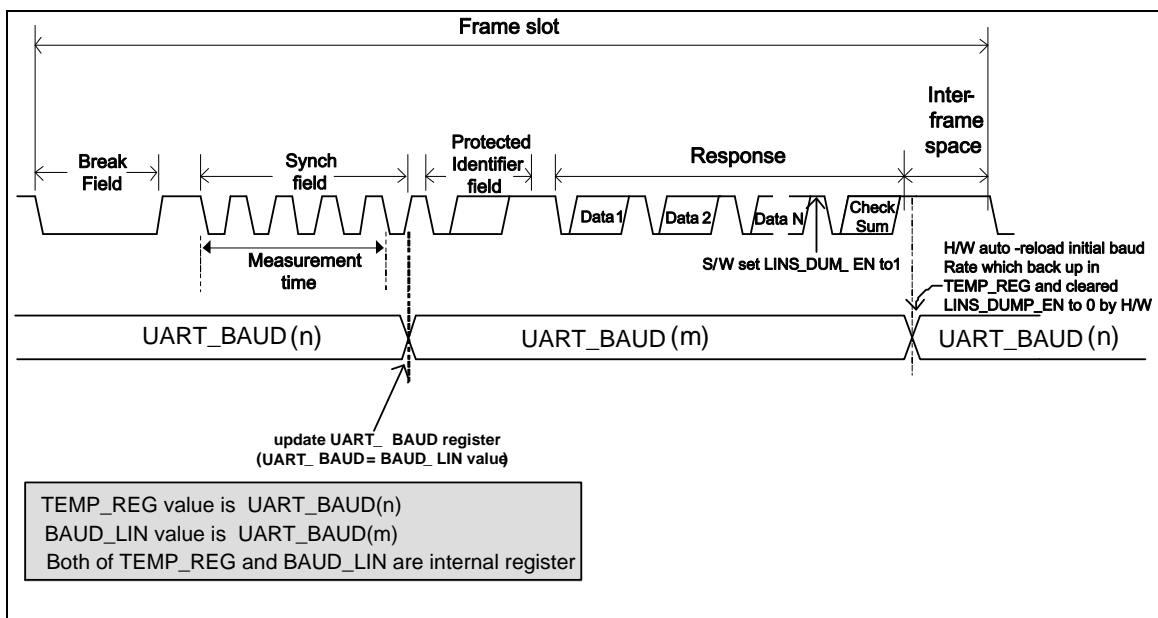 Frame slot
Inter-
frame
space
Break
Field
Synch
field
Protected
Identifier
field
Response
Data 1
Data 2
Data N
Check
Sum
Measurement
time
S/W set LINS_DUM_ EN to1
H/W auto -reload initial baud
Rate which back up in
TEMP_REG and cleared
LINS_DUMP_EN to 0 by H/W
UART_BAUD (n)
UART_BAUD (m)
UART_BAUD (n)
update UART_ BAUD register
(UART_ BAUD= BAUD_ LIN value)
TEMP_REG value is UART_BAUD(n)
BAUD_LIN value is UART_BAUD(m)
Both of TEMP_REG and BAUD_LIN are internal register